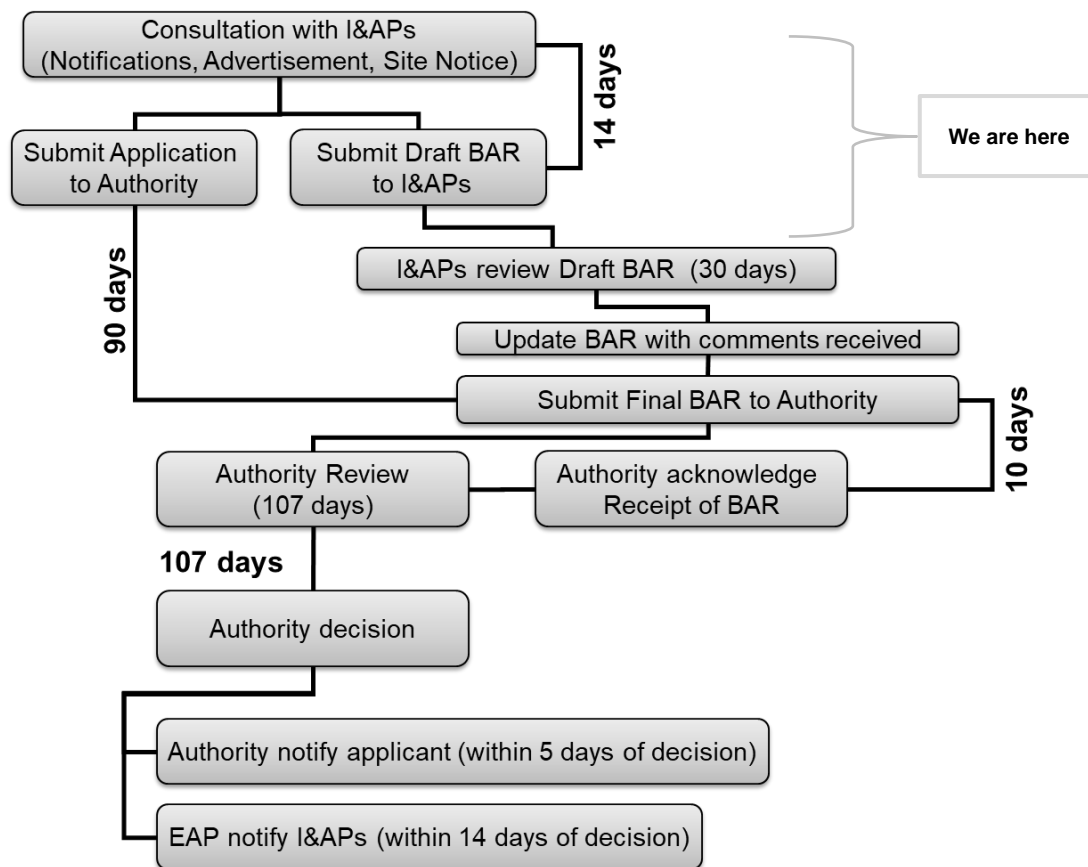 Consultation with I&APs
(Notifications, Advertisement, Site Notice)
14 days
We are here
Submit Application
to Authority
Submit Draft BAR
to I&APs
90 days
I&APs review Draft BAR (30 days)
Update BAR with comments received
Submit Final BAR to Authority
10 days
Authority Review
(107 days)
Authority acknowledge
Receipt of BAR
107 days
Authority decision
Authority notify applicant (within 5 days of decision)
EAP notify I&APs (within 14 days of decision)